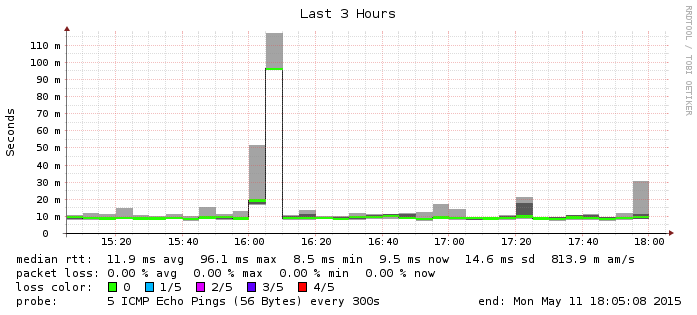 Last 3 Hours
RRDTOOL / TOBI OETIKER
Seconds
110 m
100 m
90 m
80 m
70 m
60 m
50 m
40 m
30 m
20 m
10 m
0
15:20 15:40 16:00 16:20 16:40 17:00 17:20 17:40 18:00
median rtt: 11.9 ms avg 96.1 ms max 8.5 ms min 9.5 ms now 14.6 ms sd 813.9 m am/s
packet loss: 0.00 % avg 0.00 % max 0.00 % min 0.00 % now
loss color: 0 1/5 2/5 3/5 4/5
probe: 5 ICMP Echo Pings (56 Bytes) every 300s end: Mon May 11 18:05:08 2015